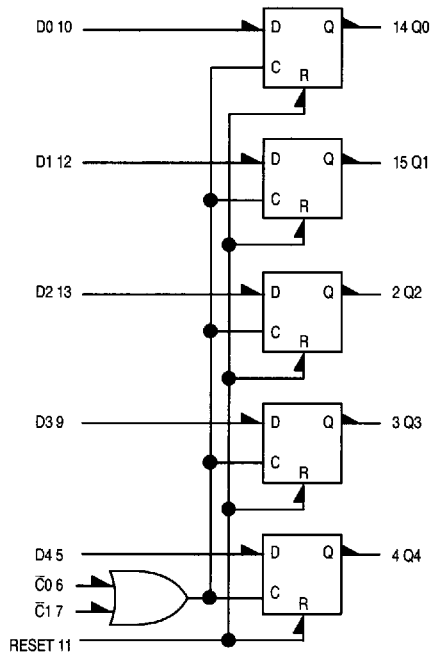 D0 10 D Q 14 Q0
C
R
D1 12 D Q 15 Q1
C
R
D2 13 D Q 2 Q2
C
R
D3 9 D Q 3 Q3
C
R
D4 5 D Q 4 Q4
C̅0 6
C
C̅1 7
R
RESET 11